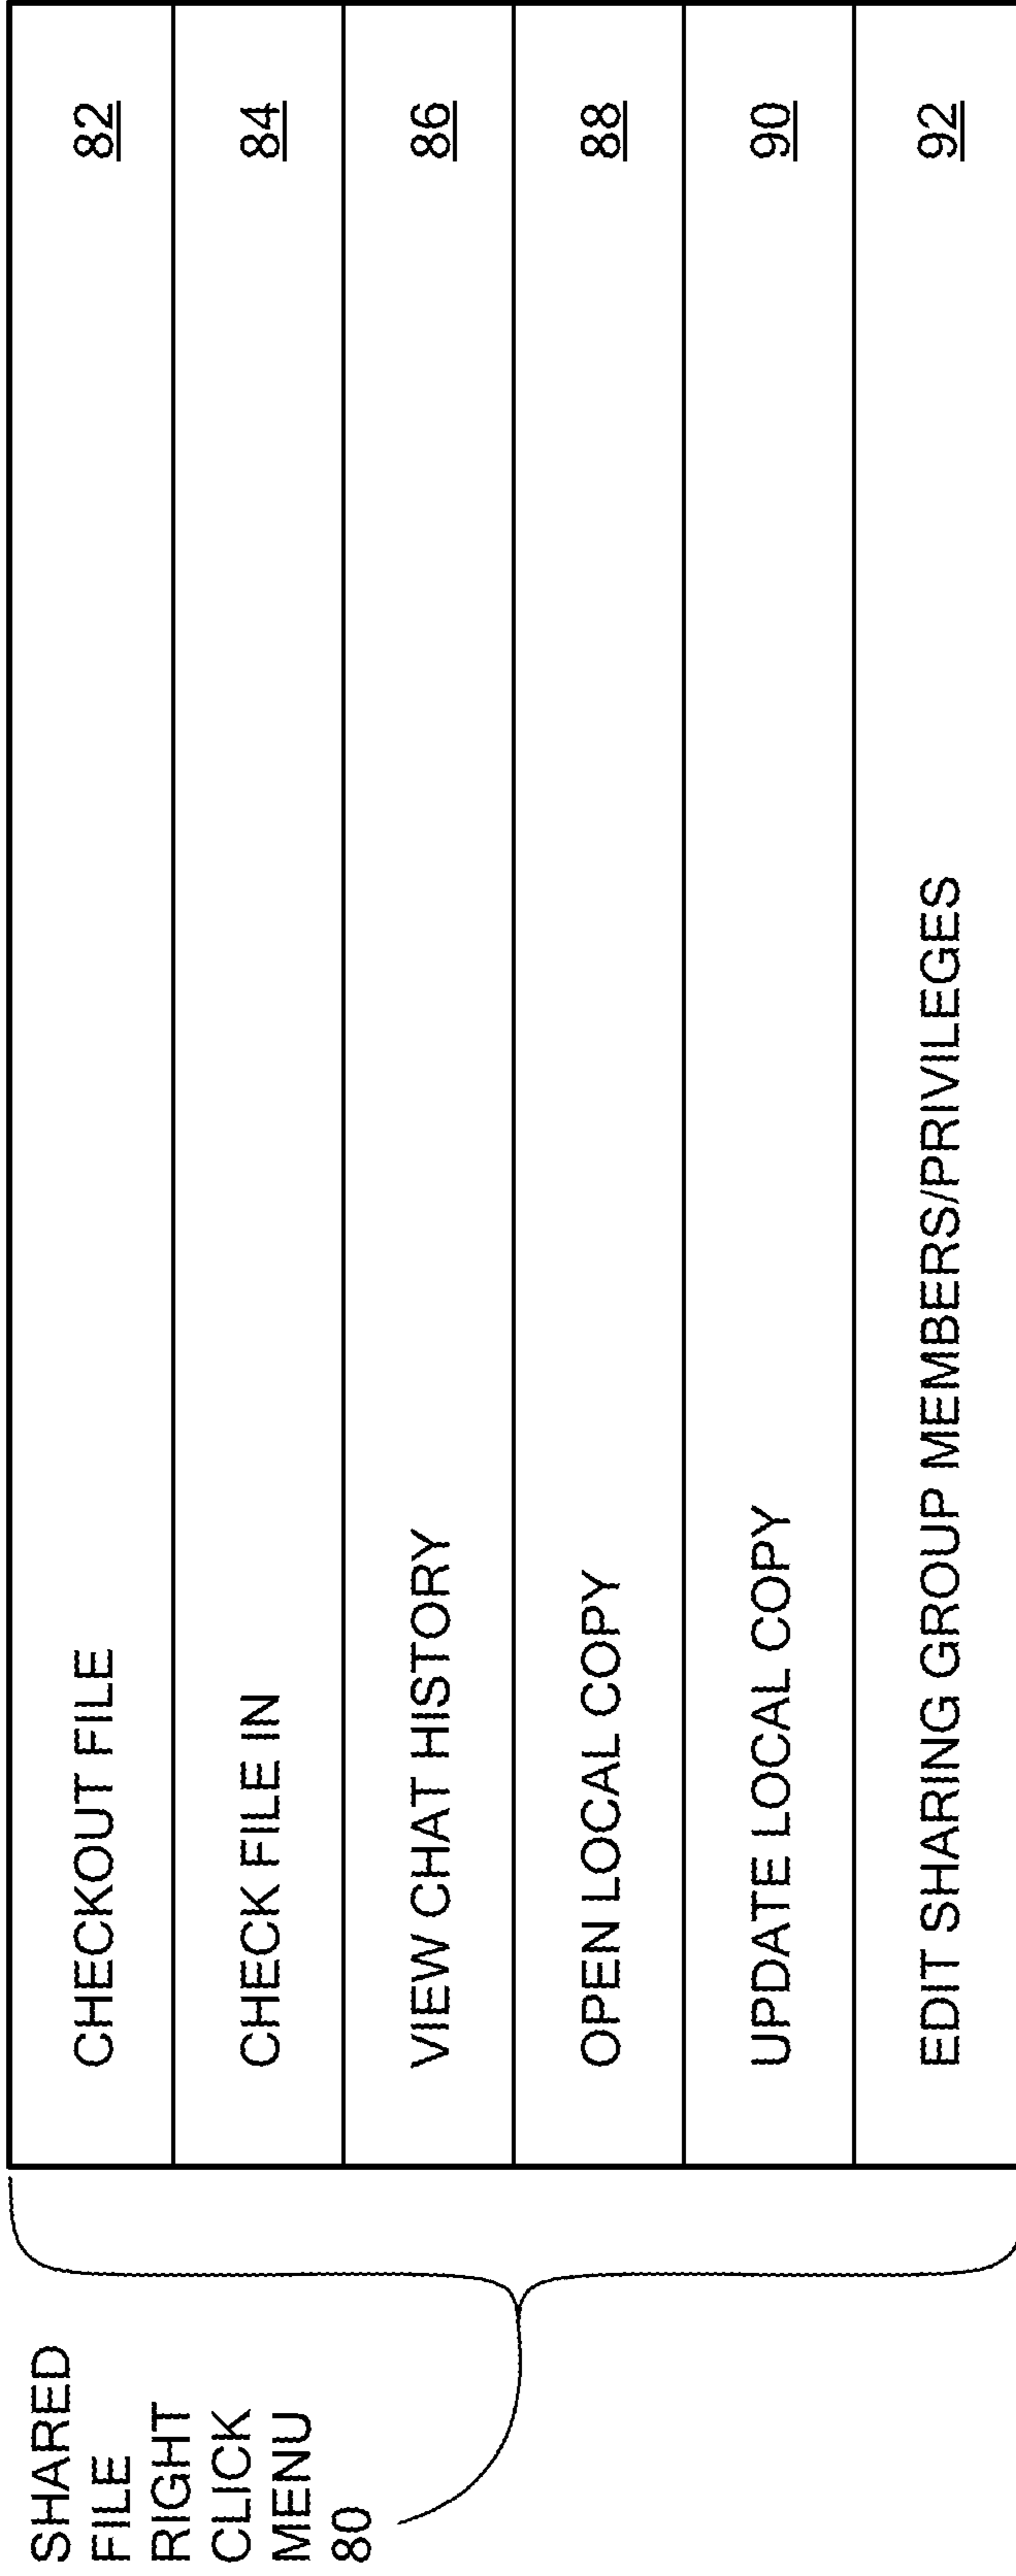 SHARED
FILE
RIGHT
CLICK
MENU
80
CHECKOUT FILE 82
CHECK FILE IN 84
VIEW CHAT HISTORY 86
OPEN LOCAL COPY 88
UPDATE LOCAL COPY 90
EDIT SHARING GROUP MEMBERS/PRIVILEGES 92